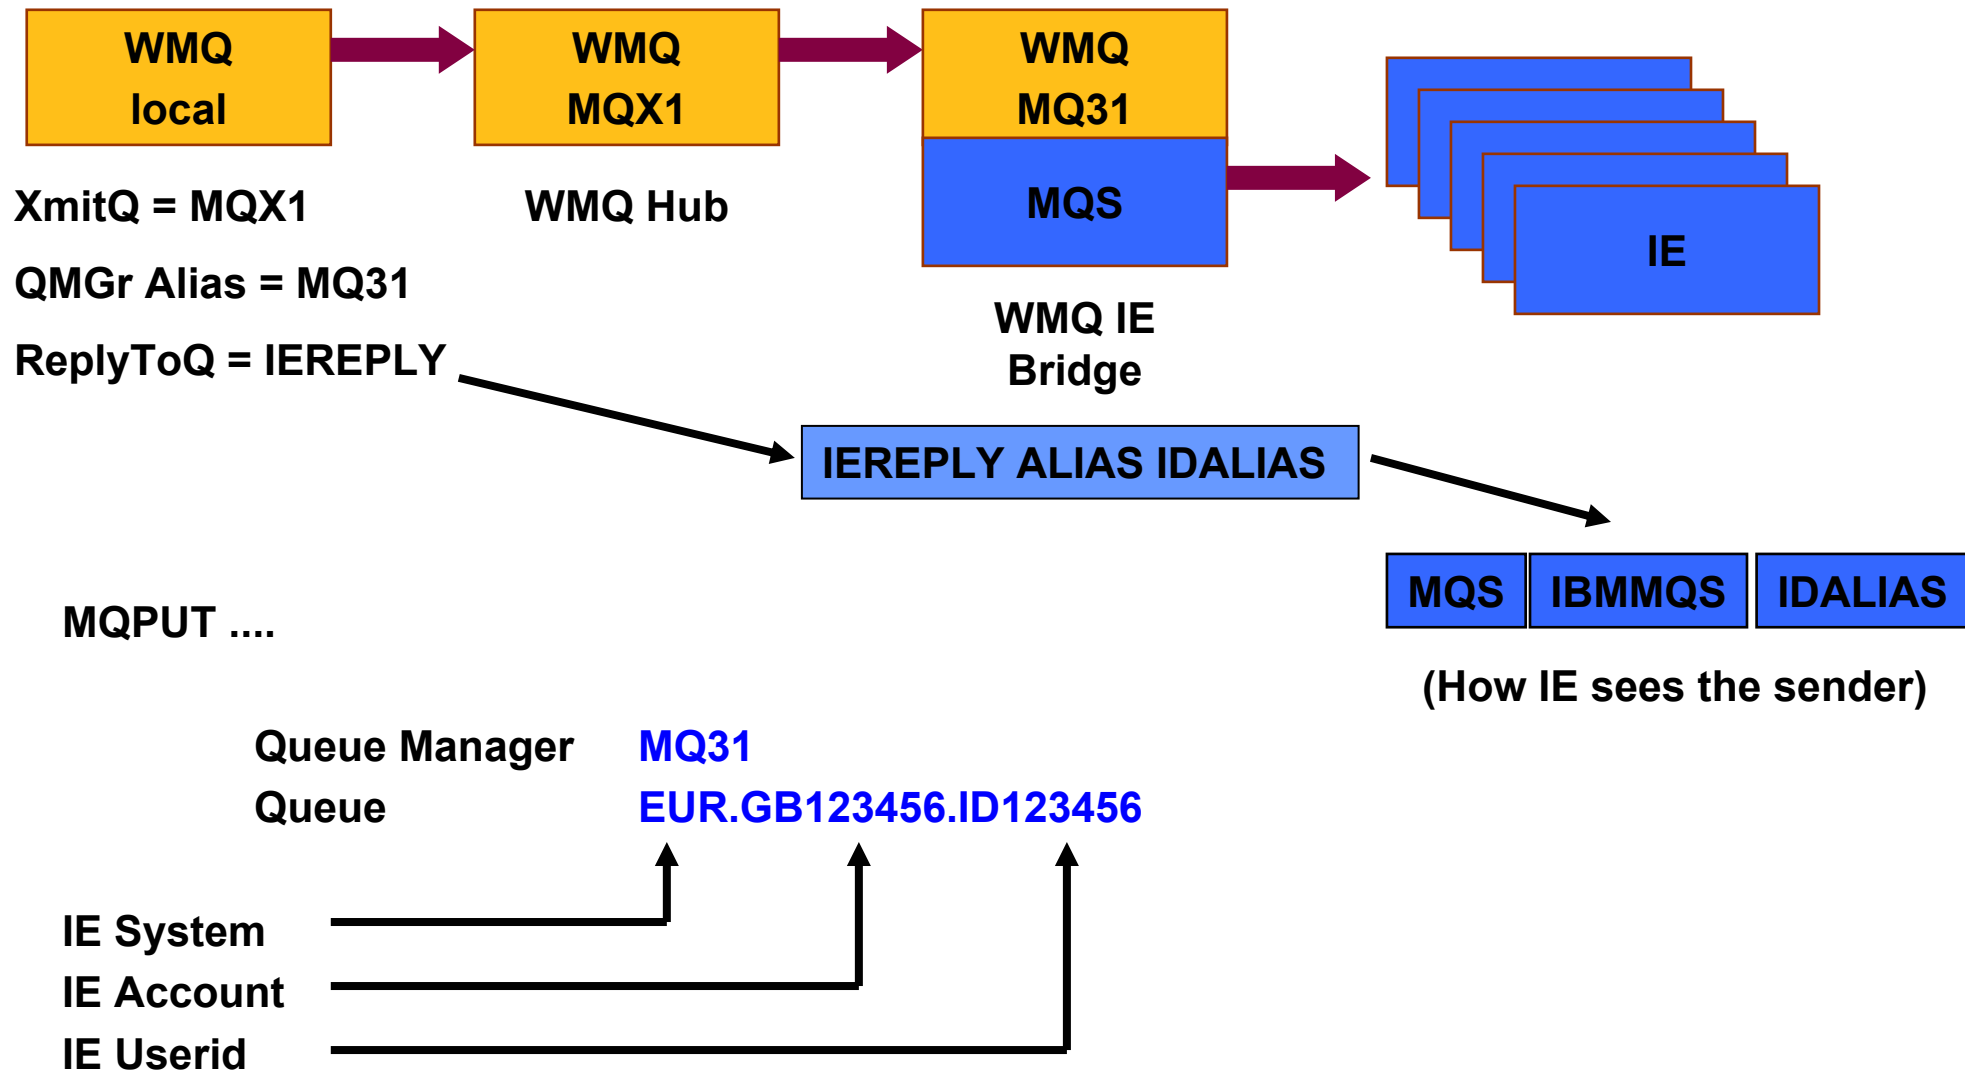 WMQ
local
WMQ
MQX1
WMQ
MQ31
MQS
IE
XmitQ = MQX1
WMQ Hub
QMGr Alias = MQ31
WMQ IE
Bridge
ReplyToQ = IEREPLY
IEREPLY ALIAS IDALIAS
MQS
IBMMQS
IDALIAS
(How IE sees the sender)
MQPUT ....
Queue Manager MQ31
Queue EUR.GB123456.ID123456
IE System
IE Account
IE Userid